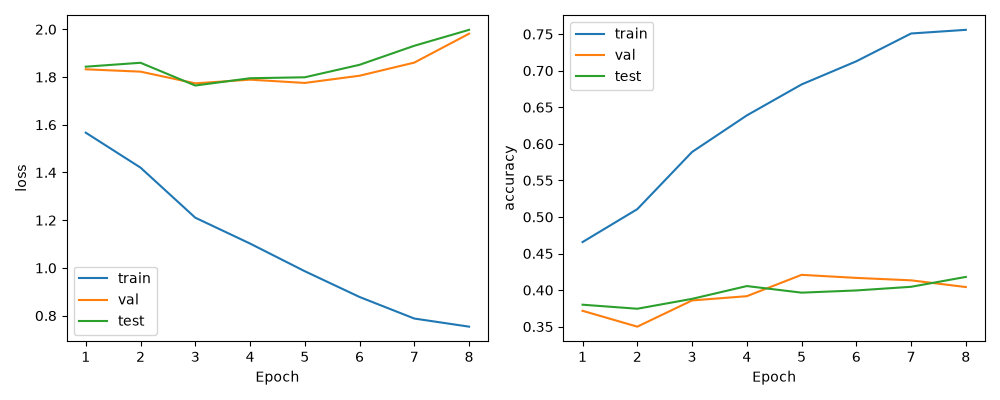 2.0
1.8
1.6
1.4
1.2
1.0
0.8
loss
train
val
test
1 2 3 4 5 6 7 8
Epoch
0.75
0.70
0.65
0.60
0.55
0.50
0.45
0.40
0.35
accuracy
train
val
test
1 2 3 4 5 6 7 8
Epoch